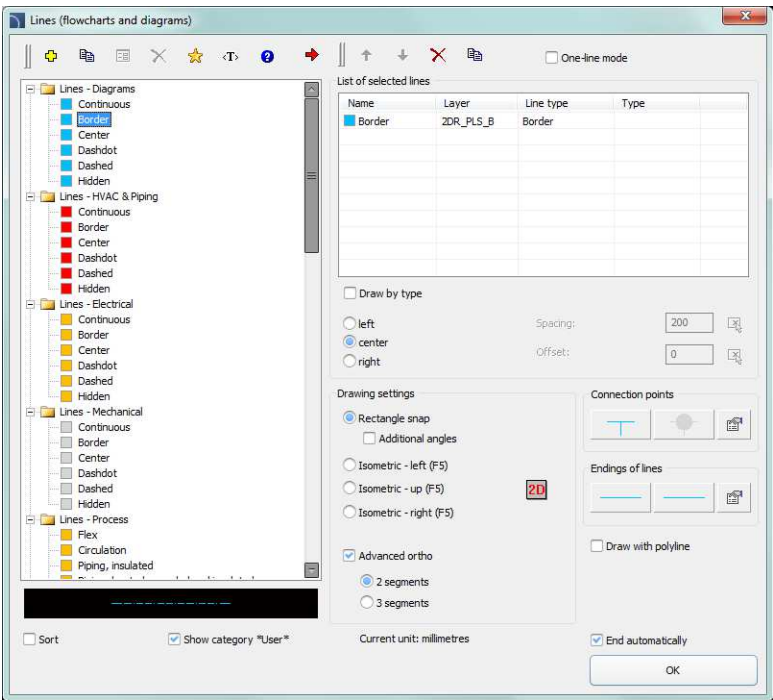 Lines (flowcharts and diagrams)
‹T›
One-line mode
Lines - Diagrams
Continuous
Border
Center
Dashdot
Dashed
Hidden
Lines - HVAC & Piping
Continuous
Border
Center
Dashdot
Dashed
Hidden
Lines - Electrical
Continuous
Border
Center
Dashdot
Dashed
Hidden
Lines - Mechanical
Continuous
Border
Center
Dashdot
Dashed
Hidden
Lines - Process
Flex
Circulation
Piping, insulated
Sort
Show category *User*
List of selected lines
Name Layer Line type Type
Border 2DR_PLS_B Border
Draw by type
left
center
right
Spacing: 200
Offset: 0
Drawing settings
Rectangle snap
Additional angles
Isometric - left (F5)
Isometric - up (F5)
Isometric - right (F5)
2D
Advanced ortho
2 segments
3 segments
Current unit: millimetres
Connection points
Endings of lines
Draw with polyline
End automatically
OK